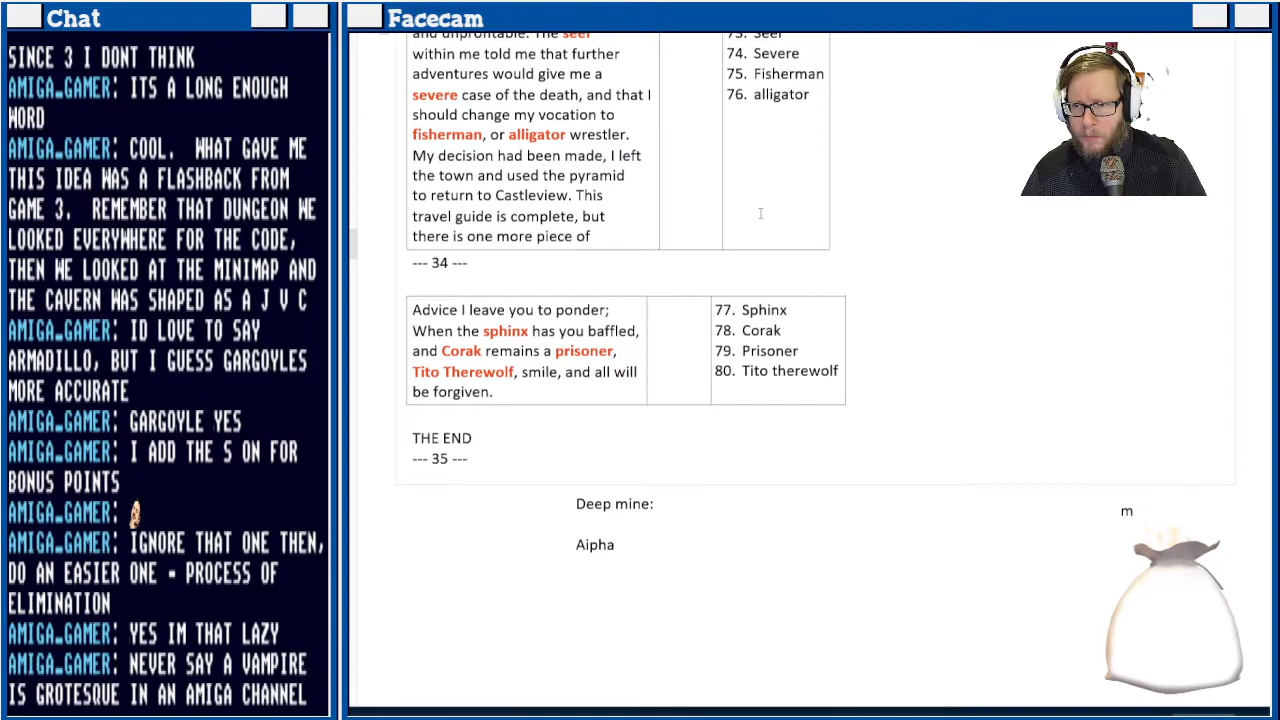 Chat
SINCE 3 I DONT THINK
AMIGA_GAMER: ITS A LONG ENOUGH
WORD
AMIGA_GAMER: COOL. WHAT GAVE ME
THIS IDEA WAS A FLASHBACK FROM
GAME 3. REMEMBER THAT DUNGEON WE
LOOKED EVERYWHERE FOR THE CODE,
THEN WE LOOKED AT THE MINIMAP AND
THE CAVERN WAS SHAPED AS A J V C
AMIGA_GAMER: ID LOVE TO SAY
ARMADILLO, BUT I GUESS GARGOYLES
MORE ACCURATE
AMIGA_GAMER: GARGOYLE YES
AMIGA_GAMER: I ADD THE S ON FOR
BONUS POINTS
AMIGA_GAMER:
AMIGA_GAMER: IGNORE THAT ONE THEN,
DO AN EASIER ONE - PROCESS OF
ELIMINATION
AMIGA_GAMER: YES IM THAT LAZY
AMIGA_GAMER: NEVER SAY A VAMPIRE
IS GROTESQUE IN AN AMIGA CHANNEL
Facecam
and unprofitable. The seer
within me told me that further
adventures would give me a
severe case of the death, and that I
should change my vocation to
fisherman, or alligator wrestler.
My decision had been made, I left
the town and used the pyramid
to return to Castleview. This
travel guide is complete, but
there is one more piece of
73. Seer
74. Severe
75. Fisherman
76. alligator
--- 34 ---
Advice I leave you to ponder;
When the sphinx has you baffled,
and Corak remains a prisoner,
Tito Therewolf, smile, and all will
be forgiven.
77. Sphinx
78. Corak
79. Prisoner
80. Tito therewolf
THE END
--- 35 ---
Deep mine:
m
Aipha